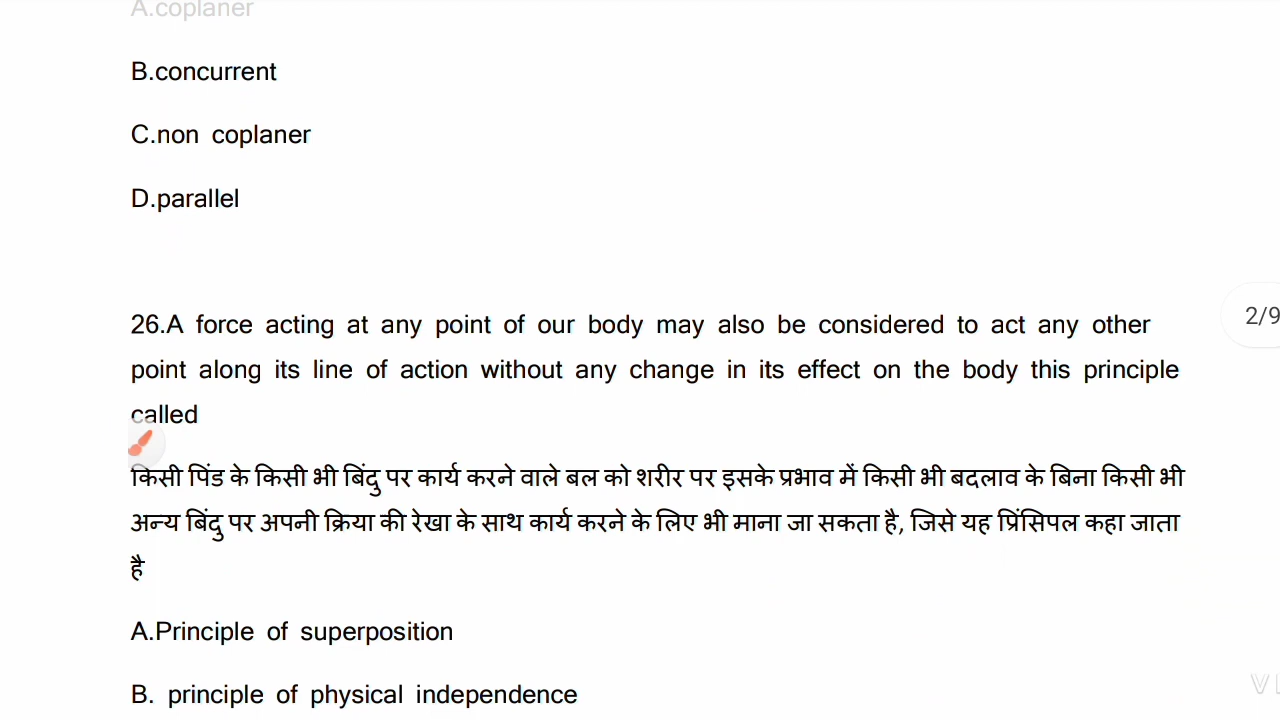 A.coplaner
B.concurrent
C.non coplaner
D.parallel
26.A force acting at any point of our body may also be considered to act any other
point along its line of action without any change in its effect on the body this principle
called
किसी पिंड के किसी भी बिंदु पर कार्य करने वाले बल को शरीर पर इसके प्रभाव में किसी भी बदलाव के बिना किसी भी
अन्य बिंदु पर अपनी क्रिया की रेखा के साथ कार्य करने के लिए भी माना जा सकता है, जिसे यह प्रिंसिपल कहा जाता
है
A.Principle of superposition
B. principle of physical independence
2/9